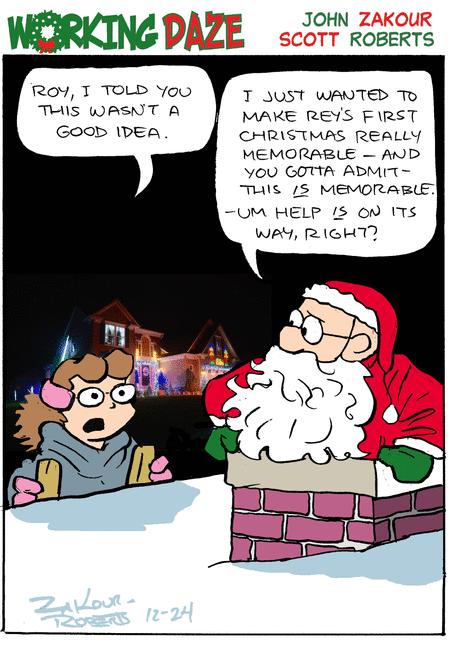 WORKING DAZE
JOHN ZAKOUR
SCOTT ROBERTS
ROY, I TOLD YOU
THIS WASN'T A
GOOD IDEA.
I JUST WANTED TO
MAKE REY'S FIRST
CHRISTMAS REALLY
MEMORABLE — AND
YOU GOTTA ADMIT—
THIS IS MEMORABLE.
—UM HELP IS ON ITS
WAY, RIGHT?
ZAKOUR-
ROBERTS 12-24